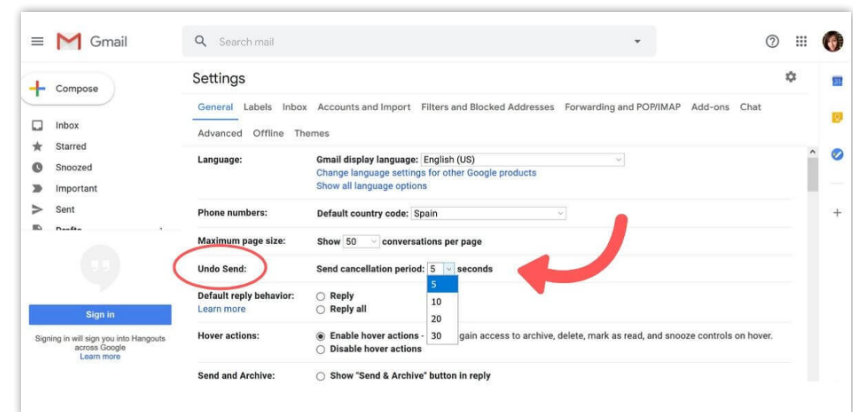 Gmail
Search mail
Compose
Inbox
Starred
Snoozed
Important
Sent
Drafts
Sign in
Signing in will sign you into Hangouts
across Google
Learn more
Settings
General Labels Inbox Accounts and Import Filters and Blocked Addresses Forwarding and POP/IMAP Add-ons Chat
Advanced Offline Themes
Language: Gmail display language: English (US)
Change language settings for other Google products
Show all language options
Phone numbers: Default country code: Spain
Maximum page size: Show 50 conversations per page
Undo Send: Send cancellation period: 5 seconds
5
10
20
30
Default reply behavior: Reply
Learn more Reply all
Hover actions: Enable hover actions - gain access to archive, delete, mark as read, and snooze controls on hover.
Disable hover actions
Send and Archive: Show "Send & Archive" button in reply